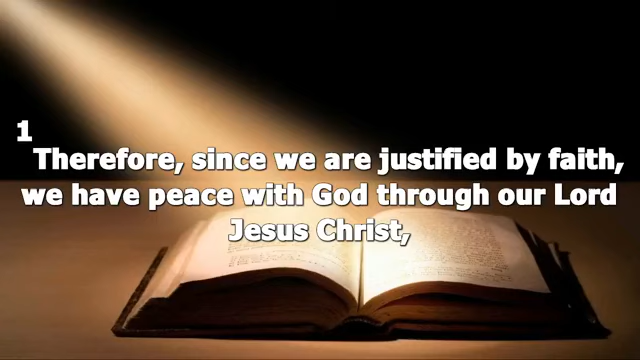 1
Therefore, since we are justified by faith,
we have peace with God through our Lord
Jesus Christ,